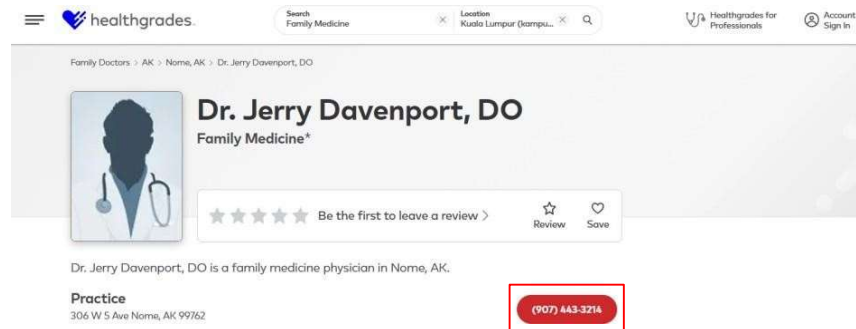 healthgrades.
Search
Family Medicine
Location
Kuala Lumpur (kampu...
Healthgrades for
Professionals
Account
Sign In
Family Doctors > AK > Nome, AK > Dr. Jerry Davenport, DO
Dr. Jerry Davenport, DO
Family Medicine*
Be the first to leave a review >
Review
Save
Dr. Jerry Davenport, DO is a family medicine physician in Nome, AK.
Practice
306 W 5 Ave Nome, AK 99762
(907) 443-3214